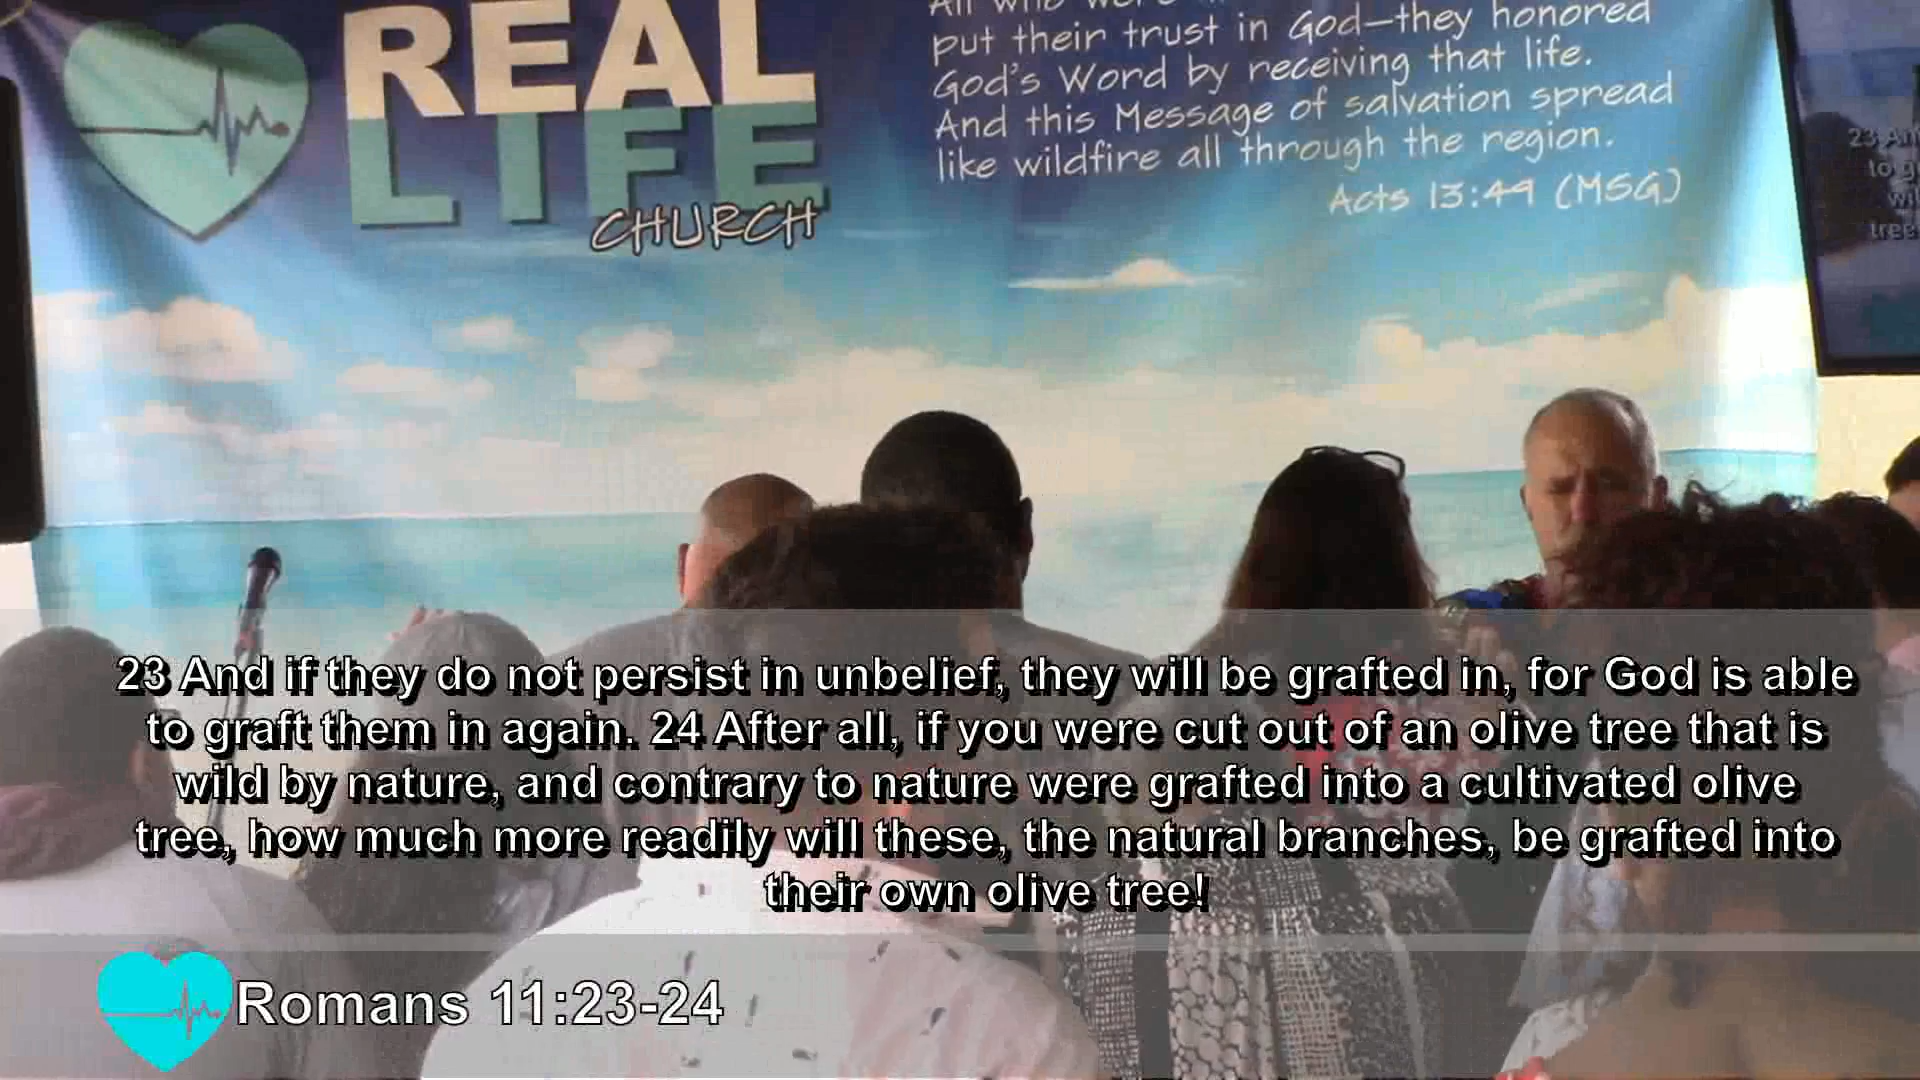 REAL
LIFE
CHURCH
put their trust in God—they honored
God's Word by receiving that life.
And this Message of salvation spread
like wildfire all through the region.
Acts 13:49 (MSG)
23 An
to g
wil
tree
23 And if they do not persist in unbelief, they will be grafted in, for God is able
to graft them in again. 24 After all, if you were cut out of an olive tree that is
wild by nature, and contrary to nature were grafted into a cultivated olive
tree, how much more readily will these, the natural branches, be grafted into
their own olive tree!
Romans 11:23-24